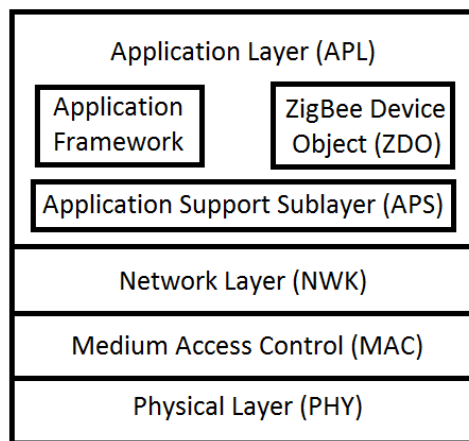 Application Layer (APL)
Application
Framework
ZigBee Device
Object (ZDO)
Application Support Sublayer (APS)
Network Layer (NWK)
Medium Access Control (MAC)
Physical Layer (PHY)